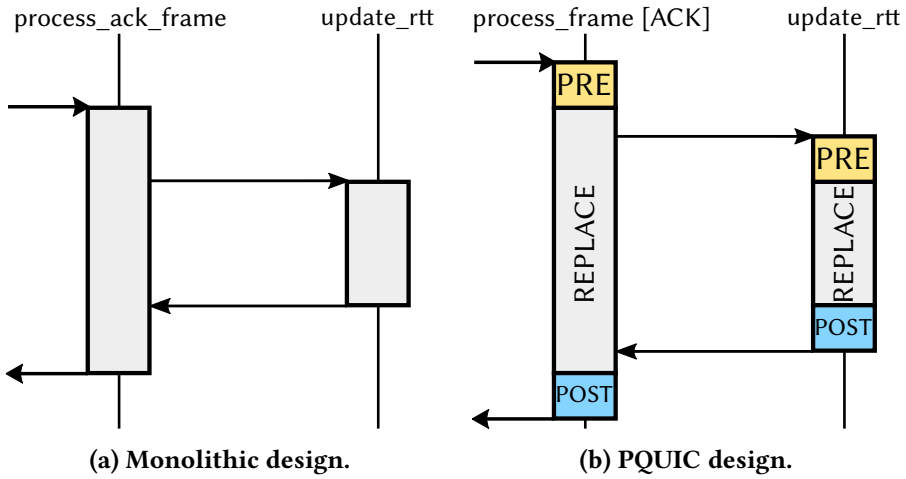 process_ack_frame update_rtt
process_frame [ACK] update_rtt
PRE
REPLACE
POST
PRE
REPLACE
POST
(a) Monolithic design.
(b) PQUIC design.